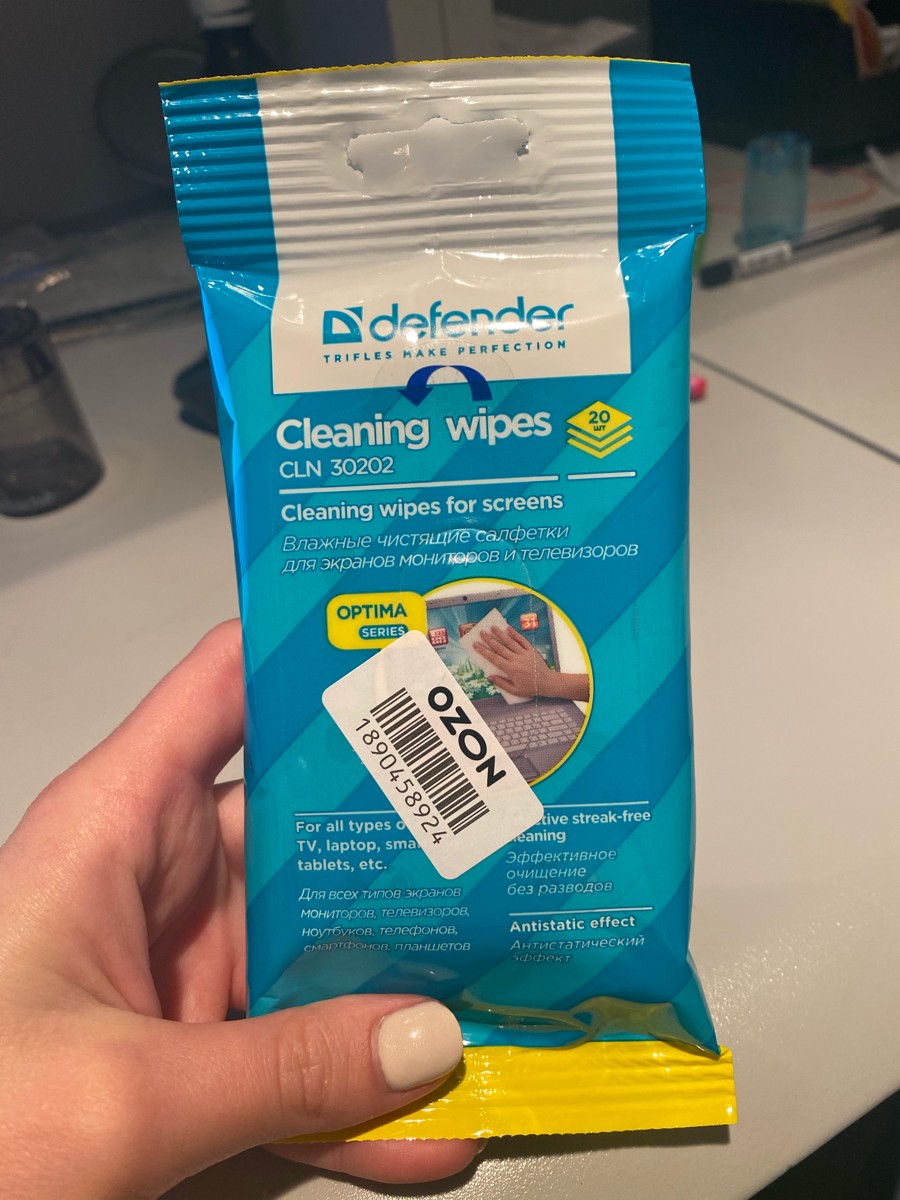 defender
TRIFLES MAKE PERFECTION
Cleaning wipes
20
шт
CLN 30202
Cleaning wipes for screens
Влажные чистящие салфетки
для экранов мониторов и телевизоров
OPTIMA
SERIES
31
OZON
1890458924
For all types
TV, laptop,
tablets, etc.
Для всех типов экранов
мониторов, телевизоров,
ноутбуков, телефонов,
смартфонов, планшетов
streak-free
Эффективное
очищение
без разводов
Antistatic effect
Антистатический
эффект